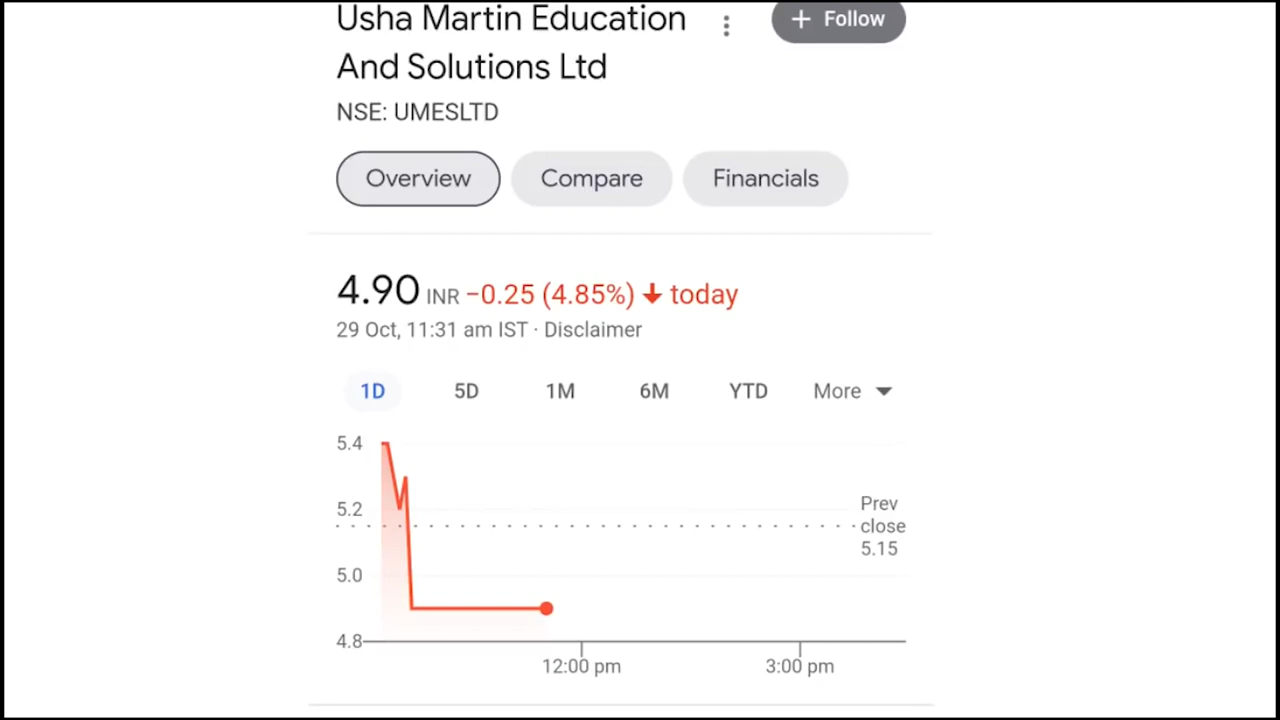 Usha Martin Education
And Solutions Ltd
+ Follow
NSE: UMESLTD
Overview Compare Financials
4.90 INR −0.25 (4.85%) ↓ today
29 Oct, 11:31 am IST · Disclaimer
1D 5D 1M 6M YTD More
5.4
5.2
Prev
close
5.15
5.0
4.8
12:00 pm 3:00 pm